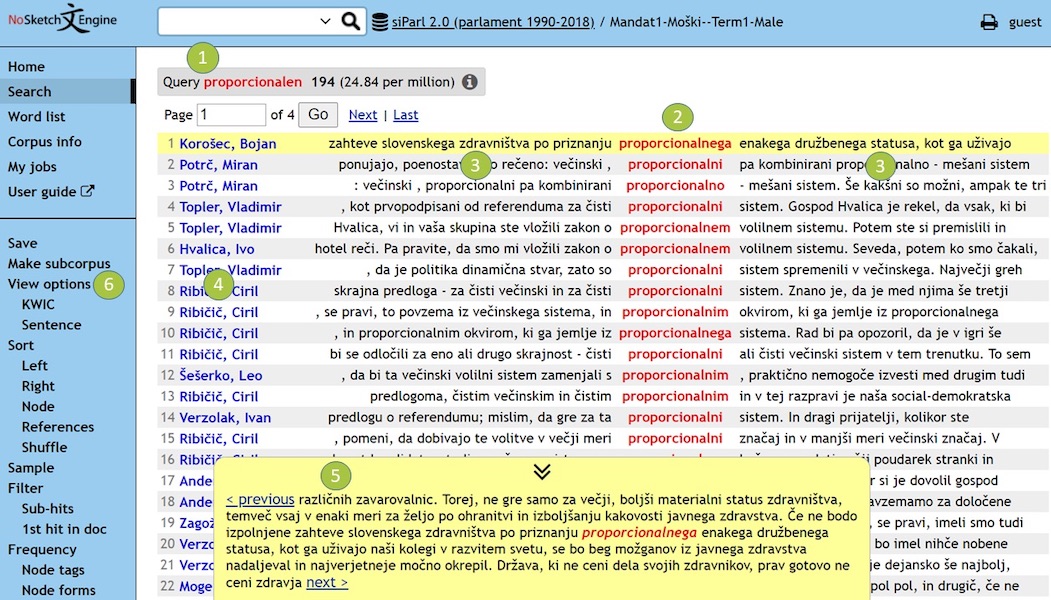 NoSketch Engine siParl 2.0 (parlament 1990-2018) / Mandat1-Moški--Term1-Male guest
Home
Search
Word list
Corpus info
My jobs
User guide
Save
Make subcorpus
View options 6
KWIC
Sentence
Sort
Left
Right
Node
References
Shuffle
Sample
Filter
Sub-hits
1st hit in doc
Frequency
Node tags
Node forms
1
Query proporcionalen 194 (24.84 per million)
Page 1 of 4 Go Next | Last
2
1 Korošec, Bojan zahteve slovenskega zdravništva po priznanju proporcionalnega enakega družbenega statusa, kot ga uživajo
2 Potrč, Miran ponujajo, 3 rečeno: večinski , proporcionalni pa kombinirani 3 - mešani sistem
3 Potrč, Miran : večinski , proporcionalni pa kombinirani proporcionalno - mešani sistem. Še kakšni so možni, ampak te tri
4 Topler, Vladimir , kot prvopodpisani od referenduma za čisti proporcionalni sistem. Gospod Hvalica je rekel, da vsak, ki bi
5 Topler, Vladimir Hvalica, vi in vaša skupina ste vložili zakon o proporcionalnem volilnem sistemu. Potem ste si premislili in
6 Hvalica, Ivo hotel reči. Pa pravite, da smo mi vložili zakon o proporcionalnem volilnem sistemu. Seveda, potem ko smo čakali,
7 Topler, Vladimir , da je politika dinamična stvar, zato so proporcionalni sistem spremenili v večinskega. Največji greh
4
8 Ribičič, Ciril skrajna predloga - za čisti večinski in za čisti proporcionalni sistem. Znano je, da je med njima še tretji
9 Ribičič, Ciril , se pravi, to povzema iz večinskega sistema, in proporcionalnim okvirom, ki ga jemlje iz proporcionalnega
10 Ribičič, Ciril , in proporcionalnim okvirom, ki ga jemlje iz proporcionalnega sistema. Rad bi pa opozoril, da je v igri še
11 Ribičič, Ciril bi se odločili za eno ali drugo skrajnost - čisti proporcionalni ali čisti večinski sistem v tem trenutku. To sem
12 Šešerko, Leo , da bi ta večinski volilni sistem zamenjali s proporcionalnim , praktično nemogoče izvesti med drugim tudi
13 Ribičič, Ciril predlogoma, čistim večinskim in čistim proporcionalnim in v tej razpravi je naša social-demokratska
14 Verzolak, Ivan predlogu o referendumu; mislim, da gre za ta proporcionalni sistem. In dragi prijatelji, kolikor ste
15 Ribičič, Ciril , pomeni, da dobivajo te volitve v večji meri proporcionalni značaj in v manjši meri večinski značaj. V
16 poudarek stranki in
17 si je dovolil gospod
18 za določene
19 , se pravi, imeli smo tudi
20 bo imel nihče nobene
21 je dejansko še najbolj,
22 pol pol, in drugič, če ne
5
< previous različnih zavarovalnic. Torej, ne gre samo za večji, boljši materialni status zdravništva,
temveč vsaj v enaki meri za željo po ohranitvi in izboljšanju kakovosti javnega zdravstva. Če ne bodo
izpolnjene zahteve slovenskega zdravništva po priznanju proporcionalnega enakega družbenega
statusa, kot ga uživajo naši kolegi v razvitem svetu, se bo beg možganov iz javnega zdravstva
nadaljeval in najverjetneje močno okrepil. Država, ki ne ceni dela svojih zdravnikov, prav gotovo ne
ceni zdravja next >